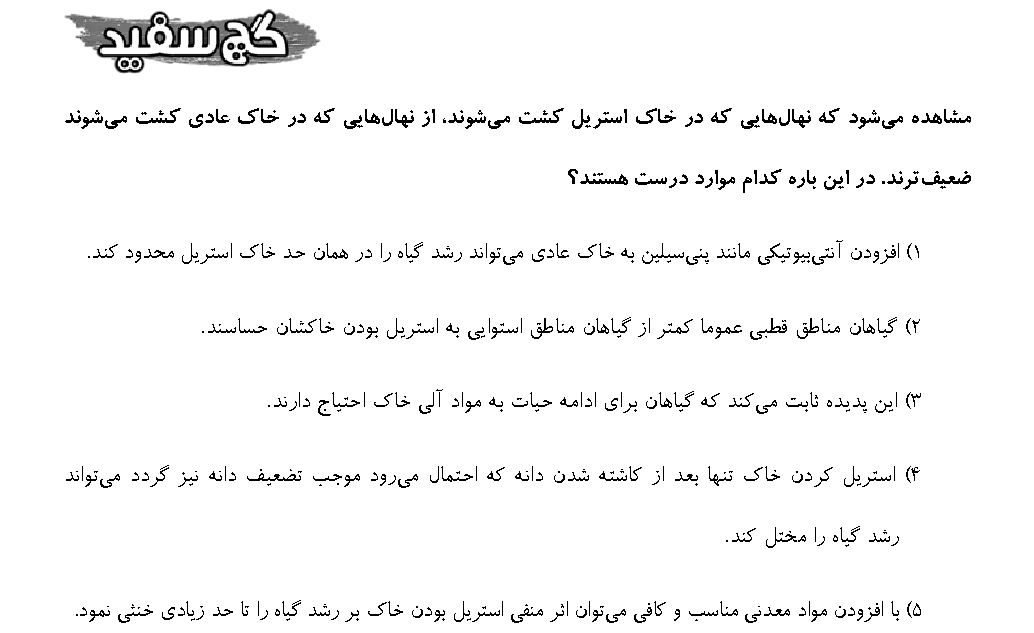 گچ سفید
مشاهده می‌شود که نهال‌هایی که در خاک استریل کشت می‌شوند، از نهال‌هایی که در خاک عادی کشت می‌شوند
ضعیف‌ترند. در این باره کدام موارد درست هستند؟
۱) افزودن آنتی‌بیوتیکی مانند پنی‌سیلین به خاک عادی می‌تواند رشد گیاه را در همان حد خاک استریل محدود کند.
۲) گیاهان مناطق قطبی عموما کمتر از گیاهان مناطق استوایی به استریل بودن خاکشان حساسند.
۳) این پدیده ثابت می‌کند که گیاهان برای ادامه حیات به مواد آلی خاک احتیاج دارند.
۴) استریل کردن خاک تنها بعد از کاشته شدن دانه که احتمال می‌رود موجب تضعیف دانه نیز گردد می‌تواند
رشد گیاه را مختل کند.
۵) با افزودن مواد معدنی مناسب و کافی می‌توان اثر منفی استریل بودن خاک بر رشد گیاه را تا حد زیادی خنثی نمود.